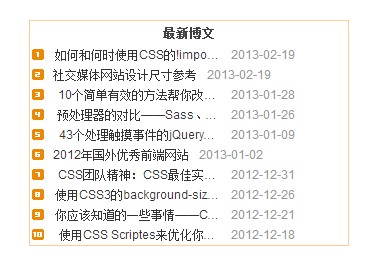 最新博文
1 如何和何时使用CSS的!impo... 2013-02-19
2 社交媒体网站设计尺寸参考 2013-02-19
3 10个简单有效的方法帮你改... 2013-01-28
4 预处理器的对比——Sass、... 2013-01-26
5 43个处理触摸事件的jQuery... 2013-01-09
6 2012年国外优秀前端网站 2013-01-02
7 CSS团队精神：CSS最佳实... 2012-12-31
8 使用CSS3的background-siz... 2012-12-26
9 你应该知道的一些事情——C... 2012-12-21
10 使用CSS Scriptes来优化你... 2012-12-18